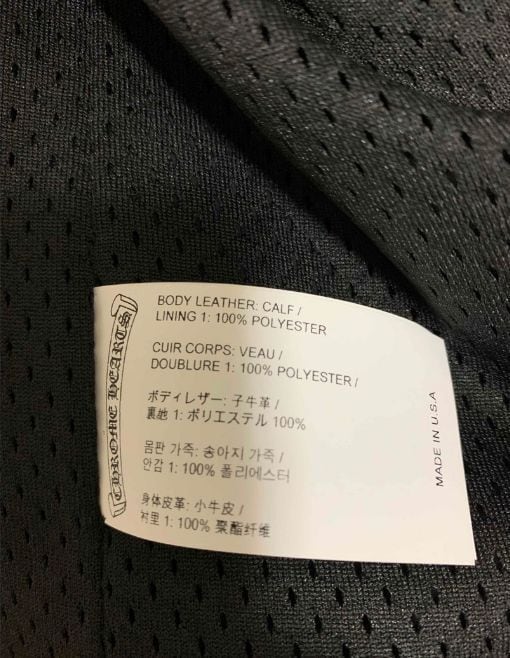 CHROME HEARTS
BODY LEATHER: CALF /
LINING 1: 100% POLYESTER
CUIR CORPS: VEAU /
DOUBLURE 1: 100% POLYESTER /
ボディレザー: 子牛革 /
裏地 1: ポリエステル 100%
몸판 가죽: 송아지 가죽 /
안감 1: 100% 폴리에스터
身体皮革: 小牛皮 /
衬里 1: 100% 聚酯纤维
MADE IN U.S.A